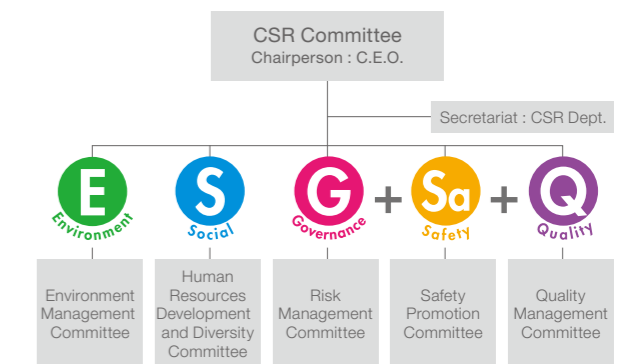 CSR Committee
Chairperson : C.E.O.
Secretariat : CSR Dept.
E
Environment
S
Social
G
Governance
+
Sa
Safety
+
Q
Quality
Environment
Management
Committee
Human
Resources
Development
and Diversity
Committee
Risk
Management
Committee
Safety
Promotion
Committee
Quality
Management
Committee